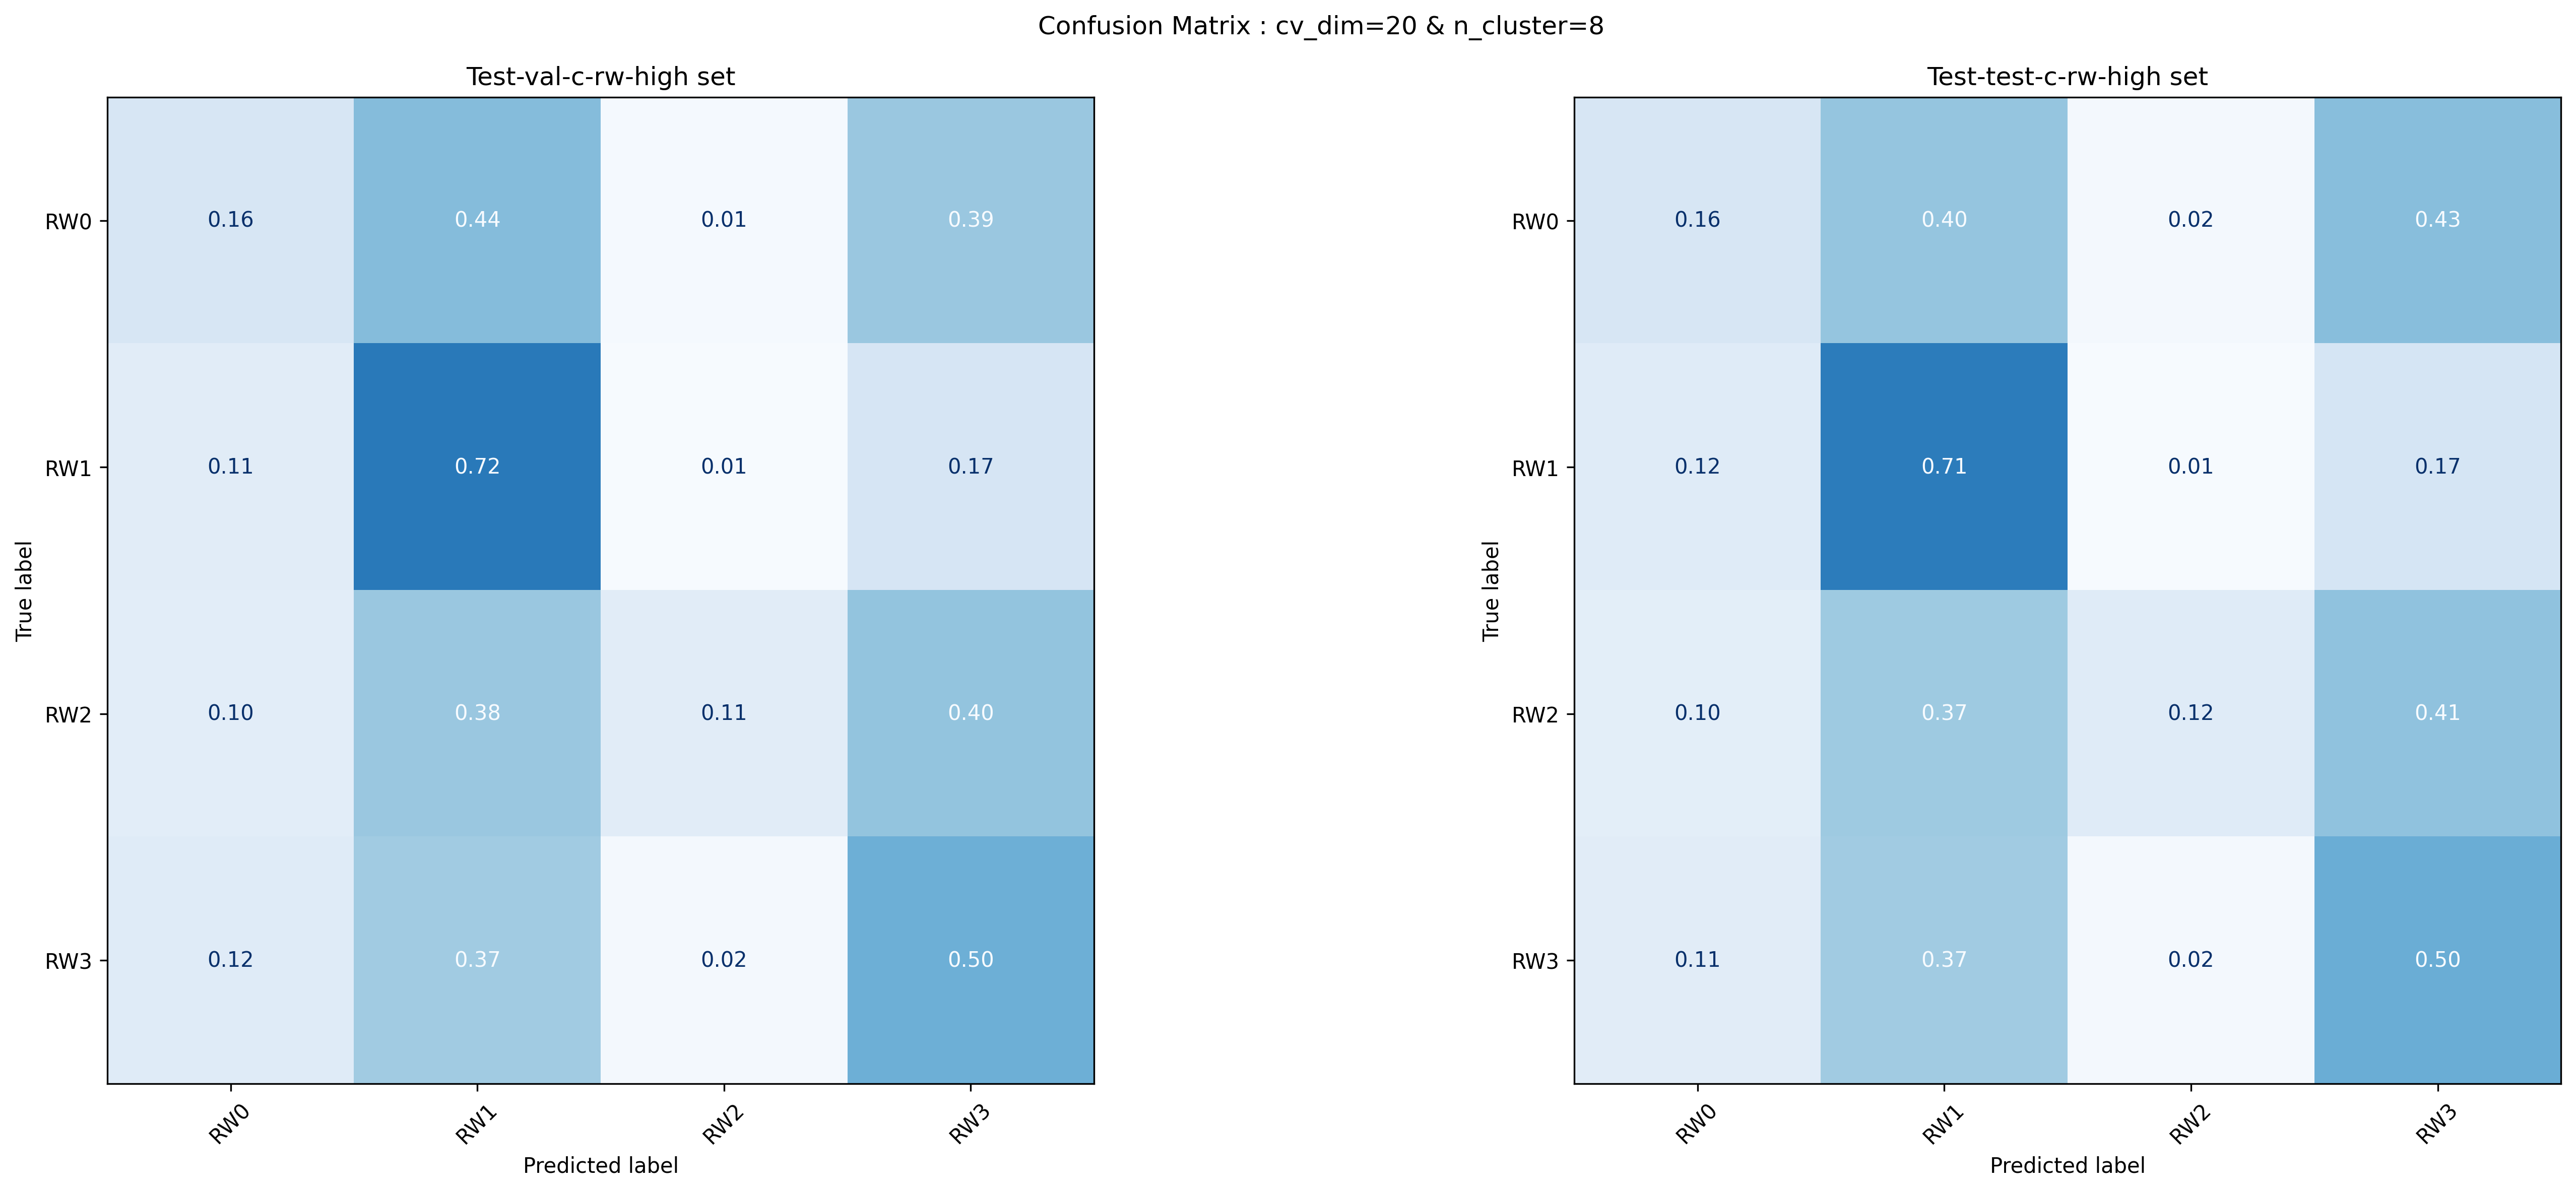 Confusion Matrix : cv_dim=20 & n_cluster=8
Test-val-c-rw-high set
True label
RW0 0.16 0.44 0.01 0.39
RW1 0.11 0.72 0.01 0.17
RW2 0.10 0.38 0.11 0.40
RW3 0.12 0.37 0.02 0.50
RW0 RW1 RW2 RW3
Predicted label
Test-test-c-rw-high set
True label
RW0 0.16 0.40 0.02 0.43
RW1 0.12 0.71 0.01 0.17
RW2 0.10 0.37 0.12 0.41
RW3 0.11 0.37 0.02 0.50
RW0 RW1 RW2 RW3
Predicted label